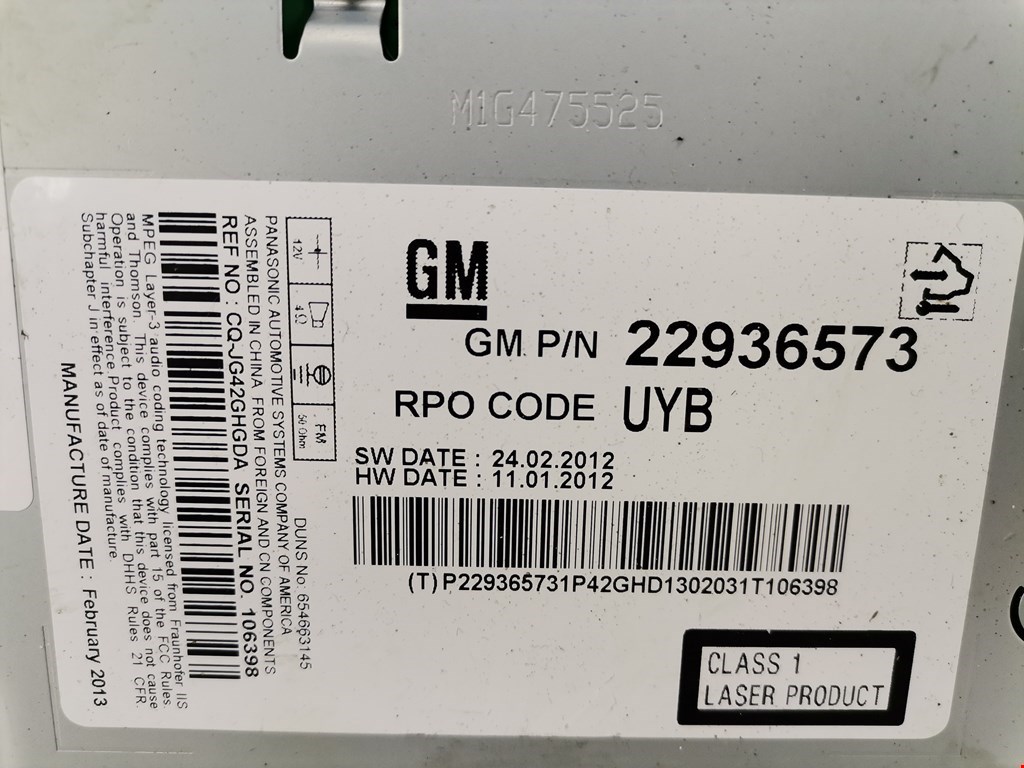 M1G475525
GM
GM P/N 22936573
RPO CODE UYB
SW DATE : 24.02.2012
HW DATE : 11.01.2012
(T) P229365731P42GHD1302031T106398
CLASS 1
LASER PRODUCT
12V
4Ω
FM
50 Ohm
DUNS No: 654663145
PANASONIC AUTOMOTIVE SYSTEMS COMPANY OF AMERICA
ASSEMBLED IN CHINA FROM FOREIGN AND CN COMPONENTS
REF NO : CQ-JG42GHGDA SERIAL NO. 106398
MPEG Layer-3 audio coding technology licensed from Fraunhofer IIS
and Thomson. This device complies with part 15 of the FCC Rules.
Operation is subject to the condition that this device does not cause
harmful interference.Product complies with DHHS Rules 21 CFR
Subchapter J in effect as of date of manufacture.
MANUFACTURE DATE : February 2013